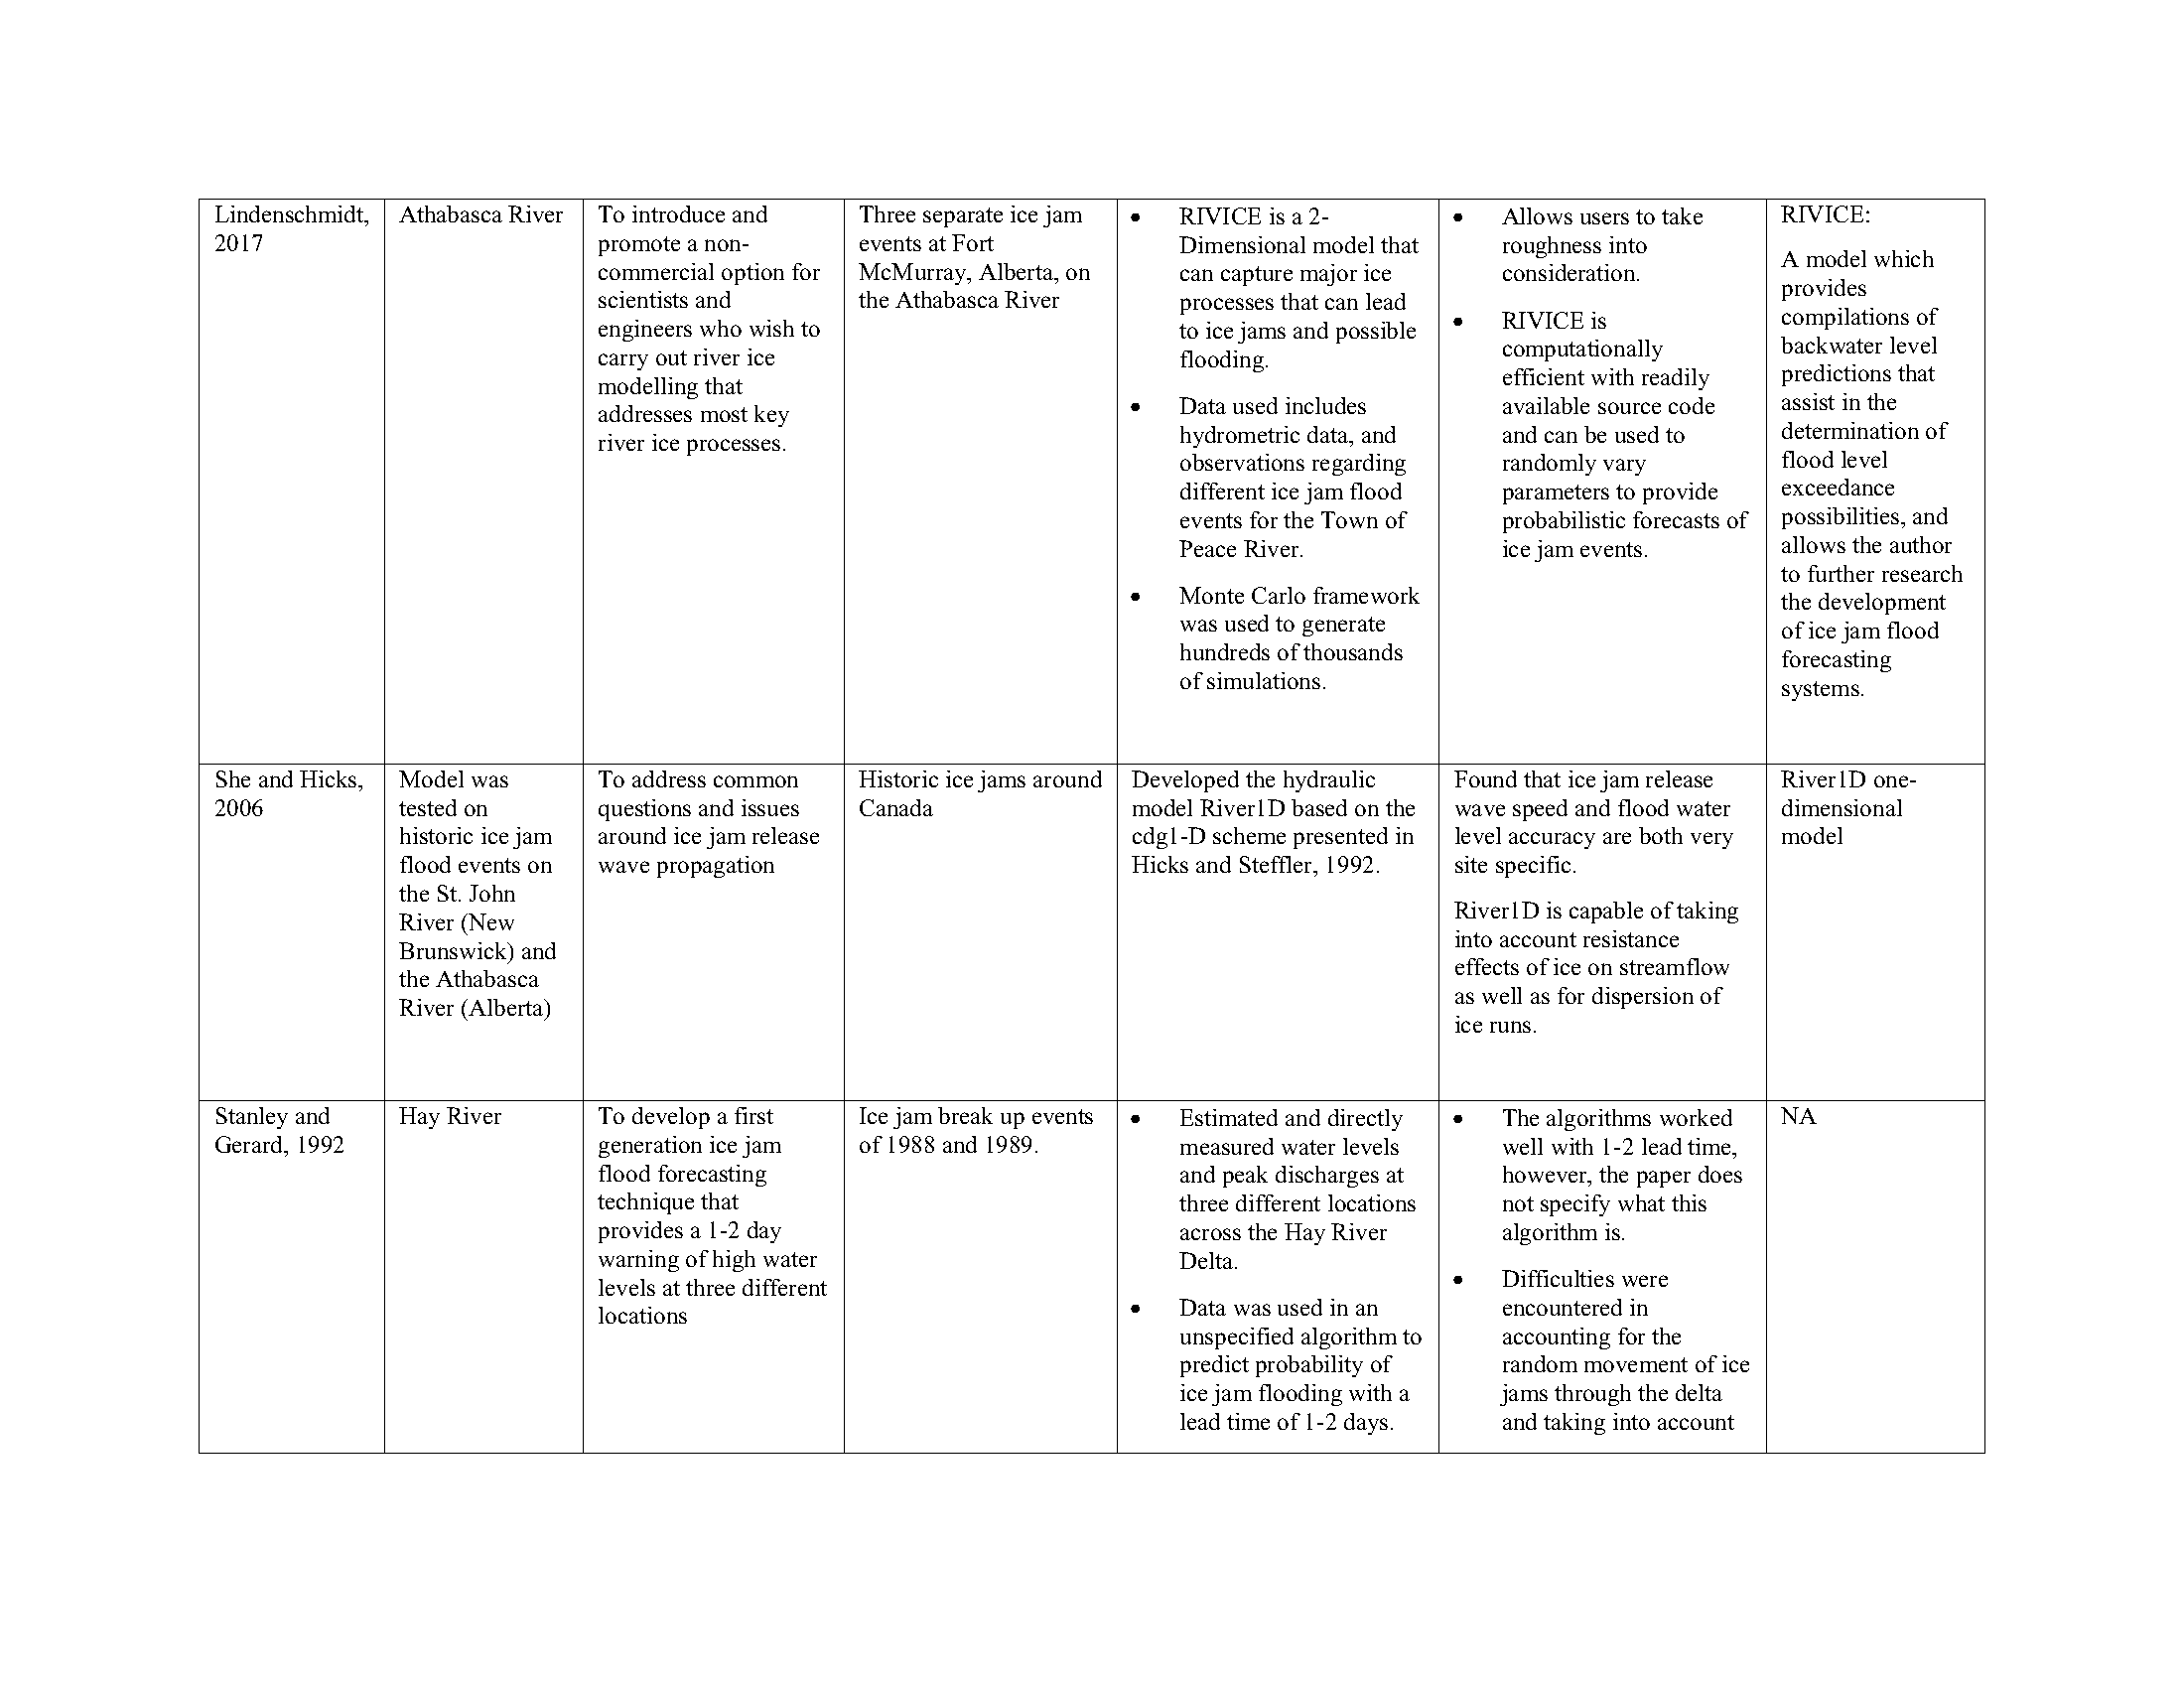 Lindenschmidt,
2017
Athabasca River
To introduce and
promote a non-
commercial option for
scientists and
engineers who wish to
carry out river ice
modelling that
addresses most key
river ice processes.
Three separate ice jam
events at Fort
McMurray, Alberta, on
the Athabasca River
• RIVICE is a 2-
Dimensional model that
can capture major ice
processes that can lead
to ice jams and possible
flooding.
• Data used includes
hydrometric data, and
observations regarding
different ice jam flood
events for the Town of
Peace River.
• Monte Carlo framework
was used to generate
hundreds of thousands
of simulations.
• Allows users to take
roughness into
consideration.
• RIVICE is
computationally
efficient with readily
available source code
and can be used to
randomly vary
parameters to provide
probabilistic forecasts of
ice jam events.
RIVICE:
A model which
provides
compilations of
backwater level
predictions that
assist in the
determination of
flood level
exceedance
possibilities, and
allows the author
to further research
the development
of ice jam flood
forecasting
systems.
She and Hicks,
2006
Model was
tested on
historic ice jam
flood events on
the St. John
River (New
Brunswick) and
the Athabasca
River (Alberta)
To address common
questions and issues
around ice jam release
wave propagation
Historic ice jams around
Canada
Developed the hydraulic
model River1D based on the
cdg1-D scheme presented in
Hicks and Steffler, 1992.
Found that ice jam release
wave speed and flood water
level accuracy are both very
site specific.
River1D is capable of taking
into account resistance
effects of ice on streamflow
as well as for dispersion of
ice runs.
River1D one-
dimensional
model
Stanley and
Gerard, 1992
Hay River
To develop a first
generation ice jam
flood forecasting
technique that
provides a 1-2 day
warning of high water
levels at three different
locations
Ice jam break up events
of 1988 and 1989.
• Estimated and directly
measured water levels
and peak discharges at
three different locations
across the Hay River
Delta.
• Data was used in an
unspecified algorithm to
predict probability of
ice jam flooding with a
lead time of 1-2 days.
• The algorithms worked
well with 1-2 lead time,
however, the paper does
not specify what this
algorithm is.
• Difficulties were
encountered in
accounting for the
random movement of ice
jams through the delta
and taking into account
NA